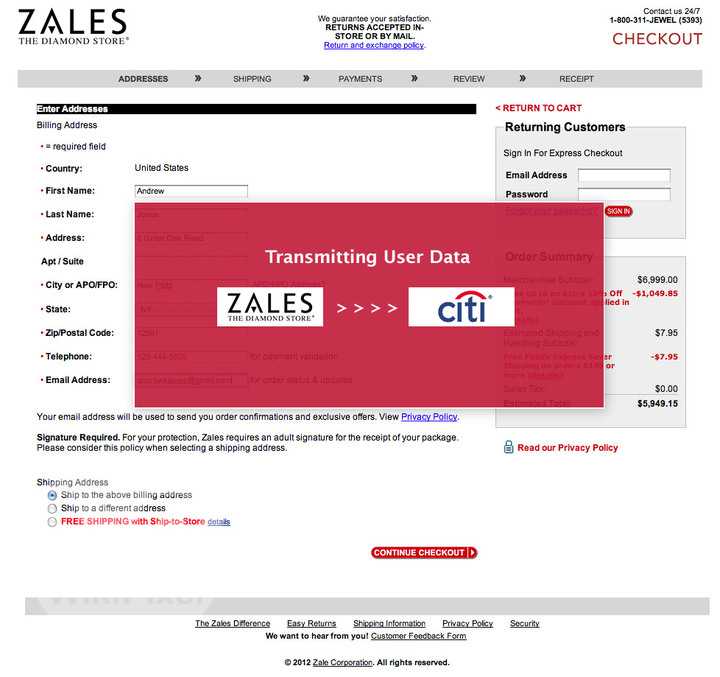 ZALES
THE DIAMOND STORE®
We guarantee your satisfaction.
RETURNS ACCEPTED IN-
STORE OR BY MAIL.
Return and exchange policy.
Contact us 24/7
1-800-311-JEWEL (5393)
CHECKOUT
ADDRESSES » SHIPPING » PAYMENTS » REVIEW » RECEIPT
Enter Addresses
Billing Address
• = required field
• Country: United States
• First Name: Andrew
• Last Name: Jones
• Address: 5 Great Oak Road
Apt / Suite
• City or APO/FPO: New Paltz APO/FPO Address?
• State: NY
• Zip/Postal Code: 12561
• Telephone: 123-444-5525 for payment validation
• Email Address: for order status & updates
Transmitting User Data
ZALES
THE DIAMOND STORE®
> > > >
citi®
Your email address will be used to send you order confirmations and exclusive offers. View Privacy Policy.
Signature Required. For your protection, Zales requires an adult signature for the receipt of your package.
Please consider this policy when selecting a shipping address.
Shipping Address
Ship to the above billing address
Ship to a different address
FREE SHIPPING with Ship-to-Store details
CONTINUE CHECKOUT
< RETURN TO CART
Returning Customers
Sign In For Express Checkout
Email Address
Password
Forgot your password? SIGN IN
Order Summary
Merchandise Subtotal: $6,999.00
up to an Extra 15% Off -$1,049.85
Discount applied in
details)
Estimated Shipping and $7.95
Handling Subtotal:
Free FedEx Express Saver -$7.95
Shipping on orders $149 or
more (details)
Sales Tax: $0.00
Estimated Total: $5,949.15
Read our Privacy Policy
The Zales Difference Easy Returns Shipping Information Privacy Policy Security
We want to hear from you! Customer Feedback Form
© 2012 Zale Corporation. All rights reserved.